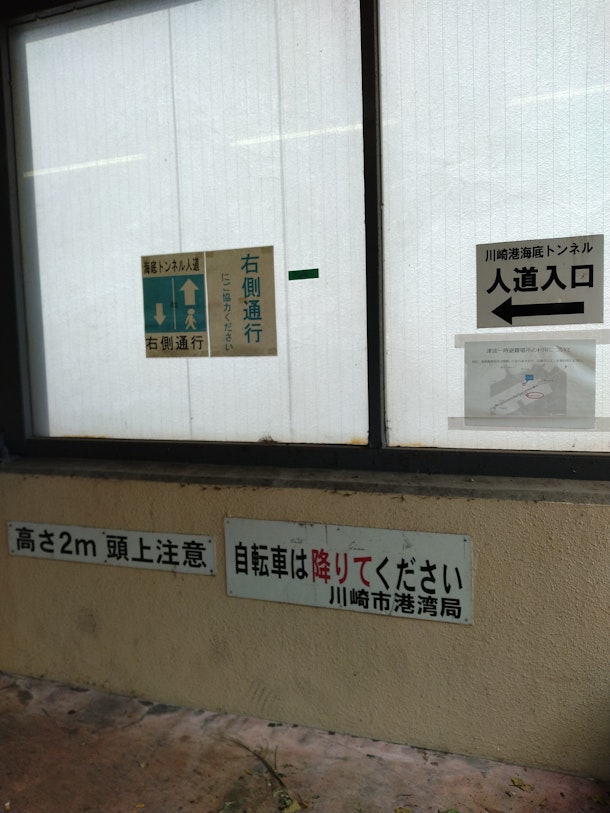 海底トンネル人道
右側通行
右側通行
にご協力ください
川崎港海底トンネル
人道入口
高さ2m 頭上注意
自転車は降りてください
川崎市港湾局